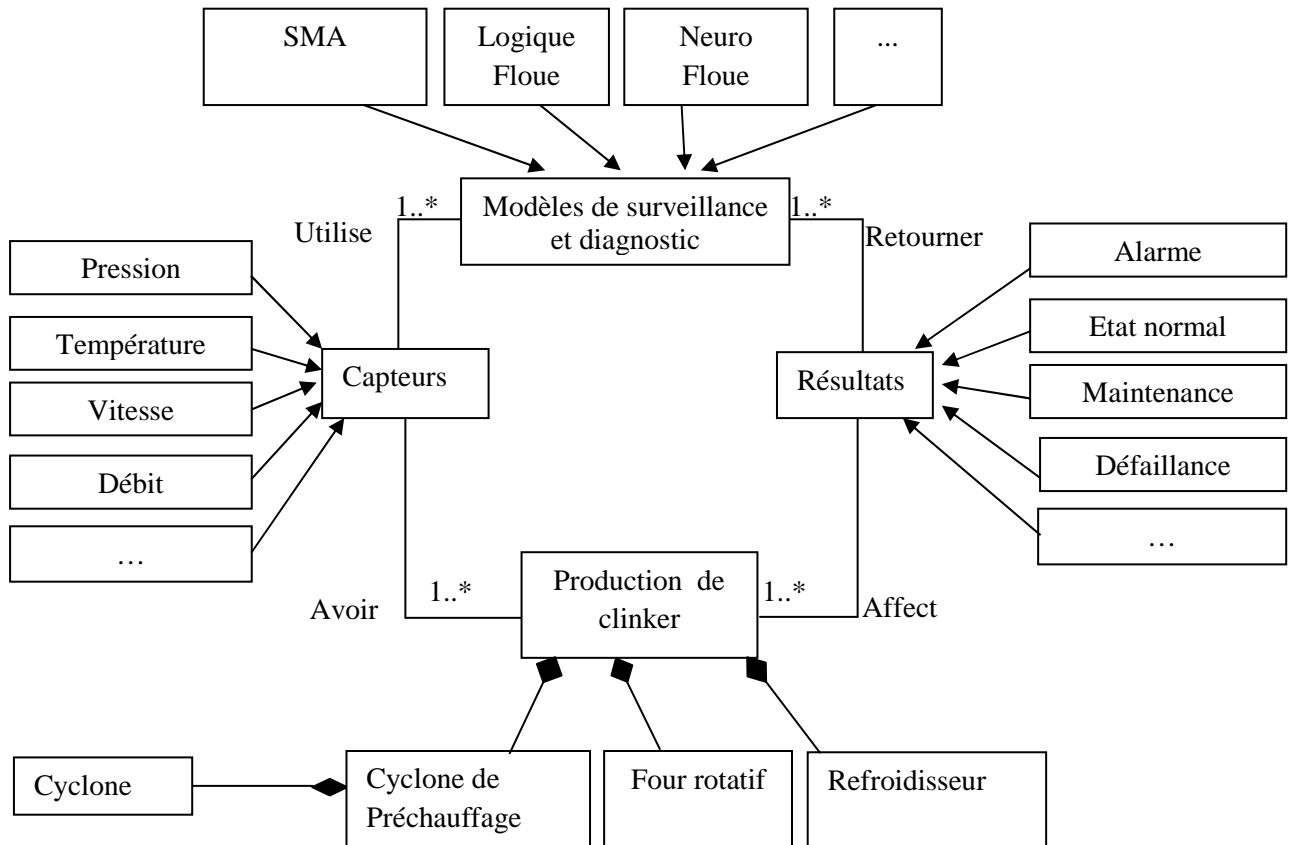 SMA
Logique
Floue
Neuro
Floue
...
1..*
Modèles de surveillance
et diagnostic
1..*
Utilise
Retourner
Pression
Température
Vitesse
Débit
…
Capteurs
Résultats
Alarme
Etat normal
Maintenance
Défaillance
…
Avoir
1..*
Production de
clinker
1..*
Affect
Cyclone
Cyclone de
Préchauffage
Four rotatif
Refroidisseur